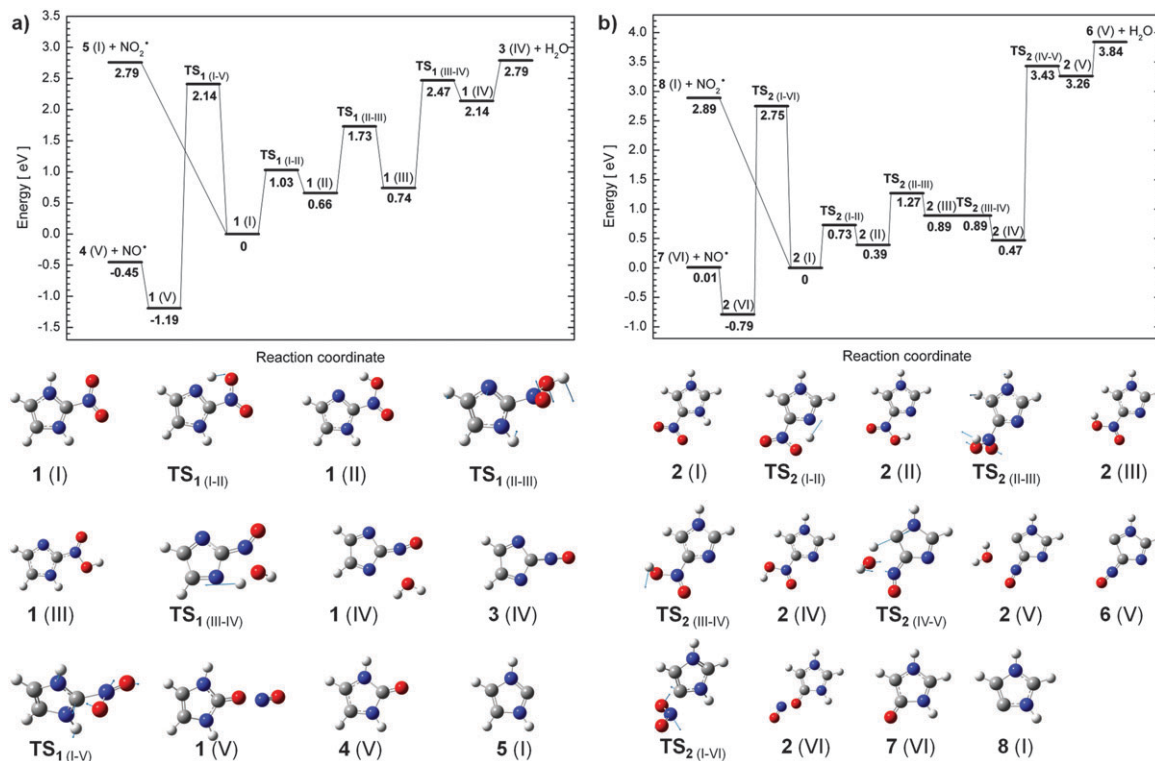 a)
Energy [ eV ]
3.5
3.0
2.5
2.0
1.5
1.0
0.5
0.0
-0.5
-1.0
-1.5
5 (I) + NO₂•
2.79
TS₁ (I-V)
2.14
4 (V) + NO•
-0.45
1 (V)
-1.19
1 (I)
0
TS₁ (I-II)
1.03
1 (II)
0.66
TS₁ (II-III)
1.73
1 (III)
0.74
TS₁ (III-IV)
2.47
1 (IV)
2.14
3 (IV) + H₂O
2.79
Reaction coordinate
1 (I)
TS₁ (I-II)
1 (II)
TS₁ (II-III)
1 (III)
TS₁ (III-IV)
1 (IV)
3 (IV)
TS₁ (I-V)
1 (V)
4 (V)
5 (I)
b)
Energy [ eV ]
4.0
3.5
3.0
2.5
2.0
1.5
1.0
0.5
0.0
-0.5
-1.0
8 (I) + NO₂•
2.89
TS₂ (I-VI)
2.75
7 (VI) + NO•
0.01
2 (VI)
-0.79
2 (I)
0
TS₂ (I-II)
0.73
2 (II)
0.39
TS₂ (II-III)
1.27
2 (III)
0.89
TS₂ (III-IV)
0.89
2 (IV)
0.47
TS₂ (IV-V)
3.43
2 (V)
3.26
6 (V) + H₂O
3.84
Reaction coordinate
2 (I)
TS₂ (I-II)
2 (II)
TS₂ (II-III)
2 (III)
TS₂ (III-IV)
2 (IV)
TS₂ (IV-V)
2 (V)
6 (V)
TS₂ (I-VI)
2 (VI)
7 (VI)
8 (I)